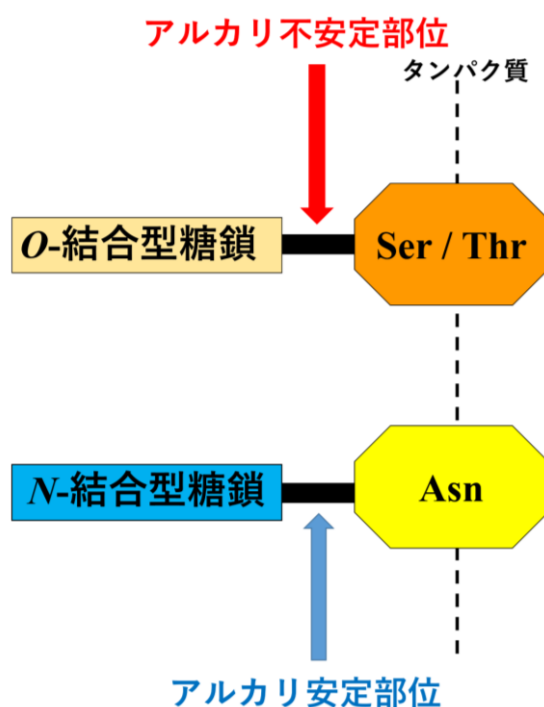 アルカリ不安定部位
タンパク質
O-結合型糖鎖
Ser / Thr
N-結合型糖鎖
Asn
アルカリ安定部位